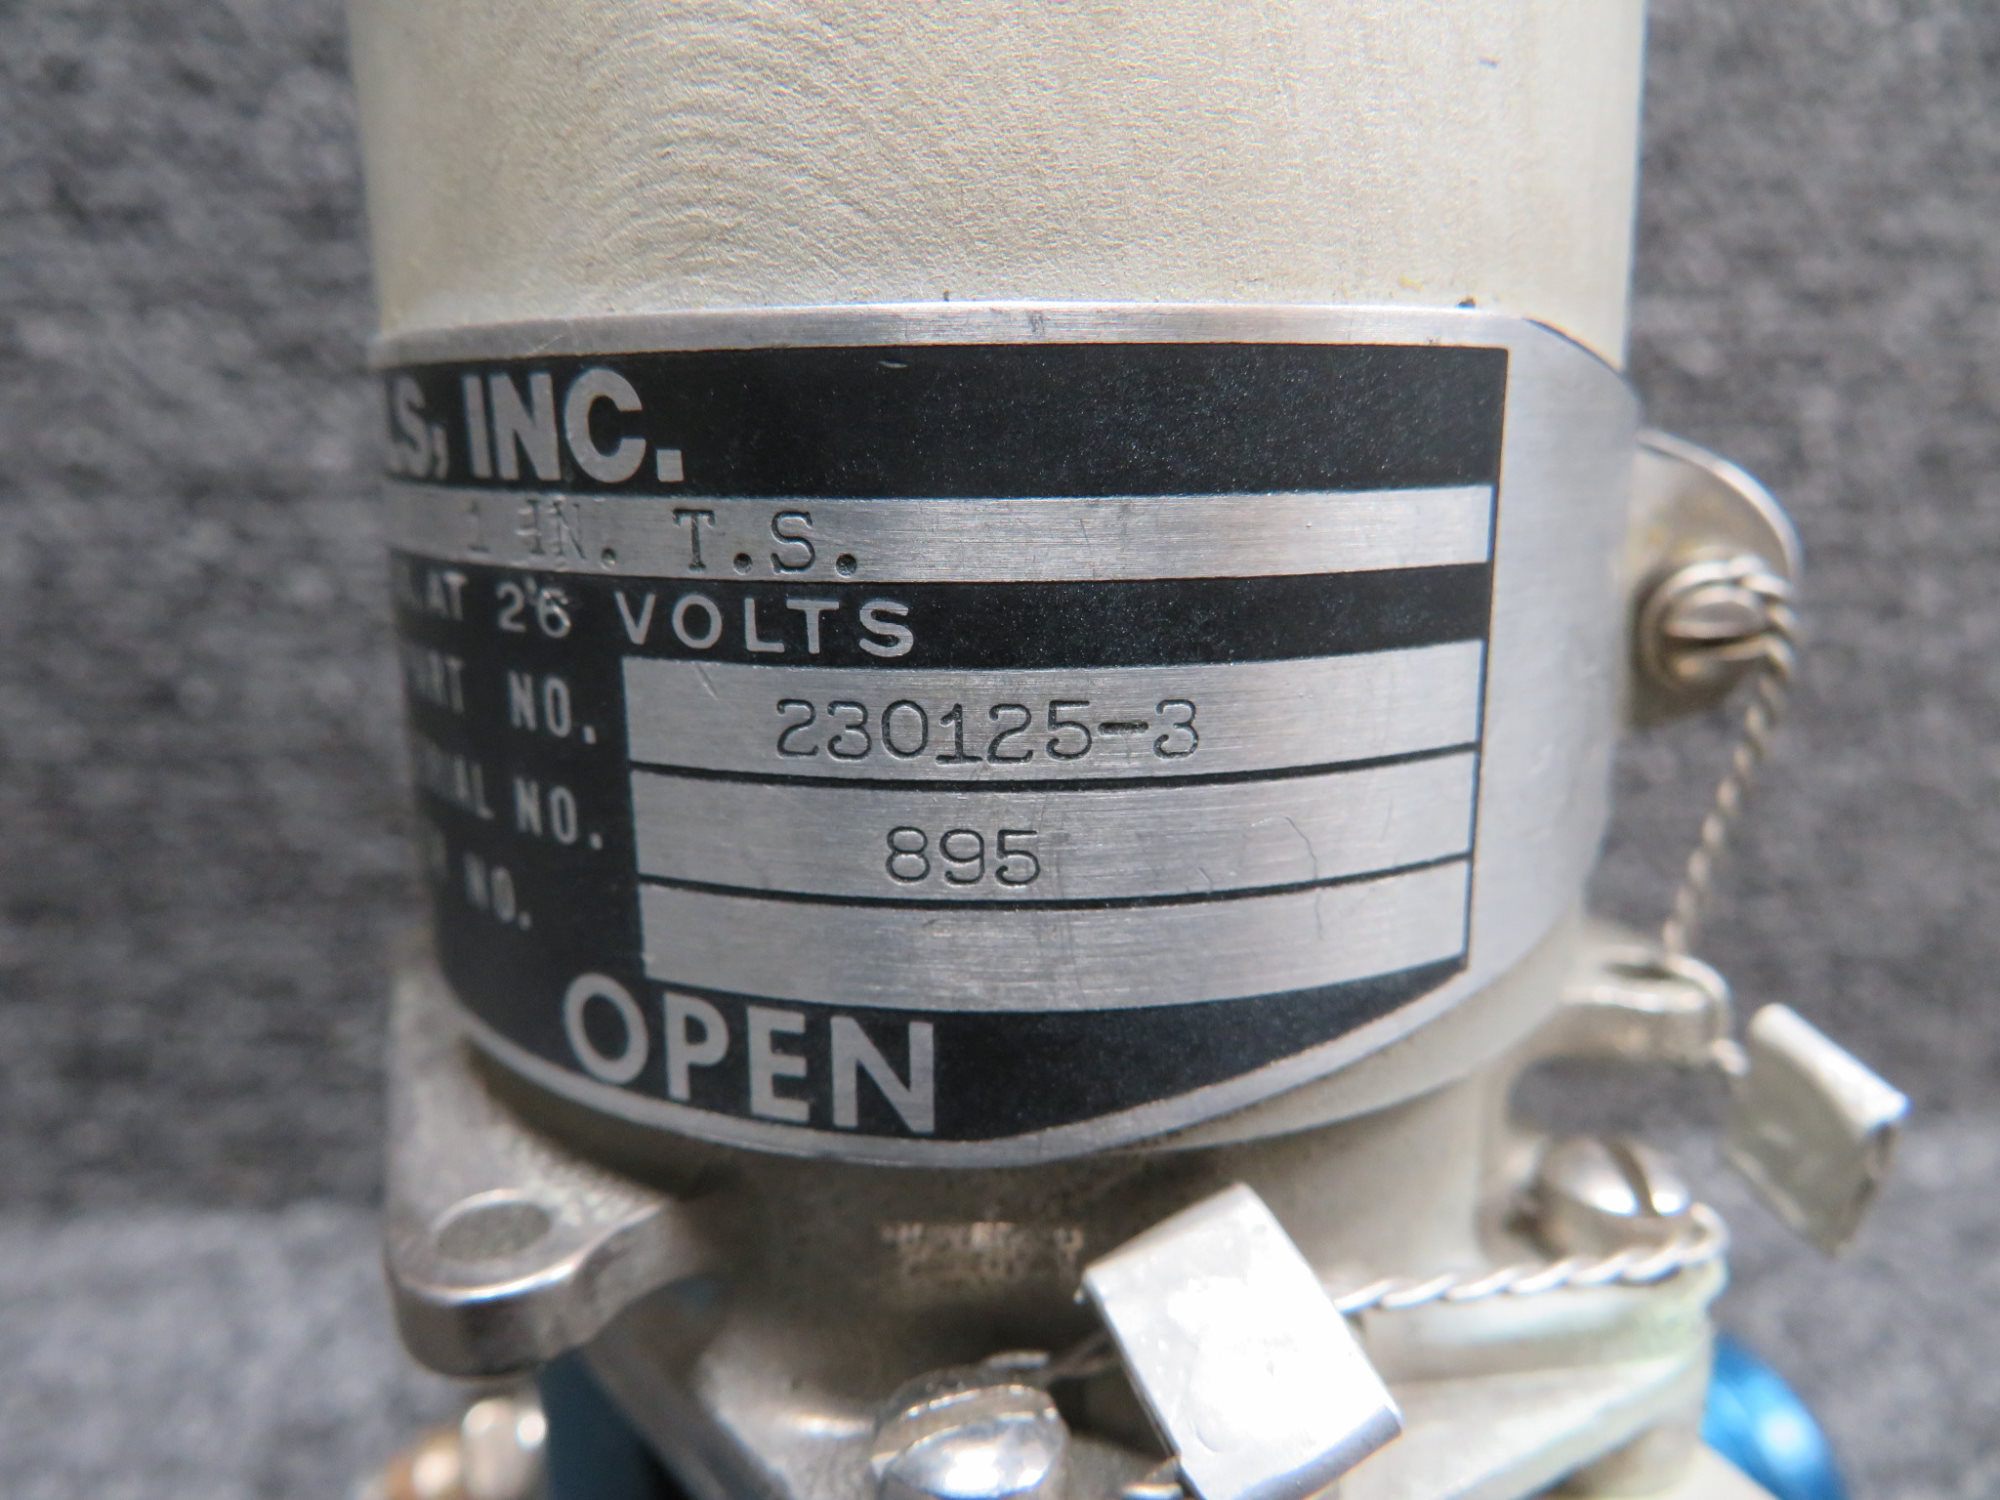 INC.
1 IN. T.S.
AT 26 VOLTS
NO. 230125-3
NO. 895
NO.
OPEN